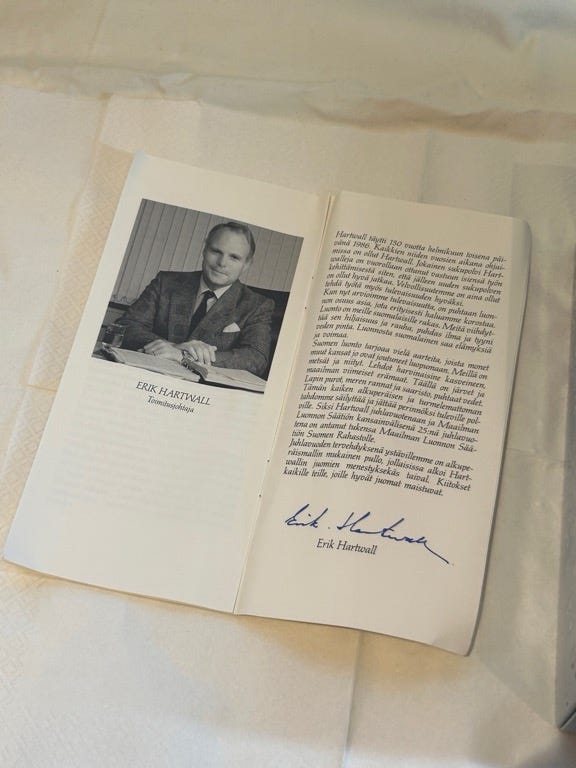 ERIK HARTWALL
Toimitusjohtaja
Hartwall täytti 150 vuotta helmikuun toisena päi-
vänä 1986. Kaikkien niiden vuosien aikana ohjai-
missa on ollut Hartwall. Jokainen sukupolvi Hart-
walleja on vuorollaan ottanut vastuun isiensä työn
kehittämisestä siten, että jälleen uuden sukupolven
on ollut hyvä jatkaa. Velvollisuudemme on aina ollut
tehdä työtä myös tulevaisuuden hyväksi.
Kun nyt arvioimme tulevaisuutta, on puhtaan luon-
non osuus asia, jota erityisesti haluamme korostaa.
Luonto on meille suomalaisille rakas. Meitä viihdyt-
tää sen hiljaisuus ja rauha, puhdas ilma ja tyyni
veden pinta. Luonnosta suomalainen saa elämyksiä
ja voimaa.
Suomen luonto tarjoaa vielä aarteita, joista monet
muut kansat jo ovat joutuneet luopumaan. Meillä on
metsät ja niityt. Lehdot harvinaisine kasveineen,
maailman viimeiset erämaat. Täällä on järvet ja
Lapin purot, meren rannat ja saaristo, puhtaat vedet.
Tämän kaiken alkuperäisen ja turmelemattoman
tahdomme säilyttää ja jättää perinnöksi tuleville pol-
ville. Siksi Hartwall juhlavuotenaan ja Maailman
Luonnon Säätiön kansainvälisenä 25:nä juhlavuo-
tena on antanut tukensa Maailman Luonnon Sää-
tiön Suomen Rahastolle.
Juhlavuoden tervehdyksenä ystävillemme on alkupe-
räismallin mukainen pullo, jollaisissa alkoi Hart-
wallin juomien menestyksekäs taival. Kiitokset
kaikille teille, joille hyvät juomat maistuvat.
Erik Hartwall
Erik Hartwall